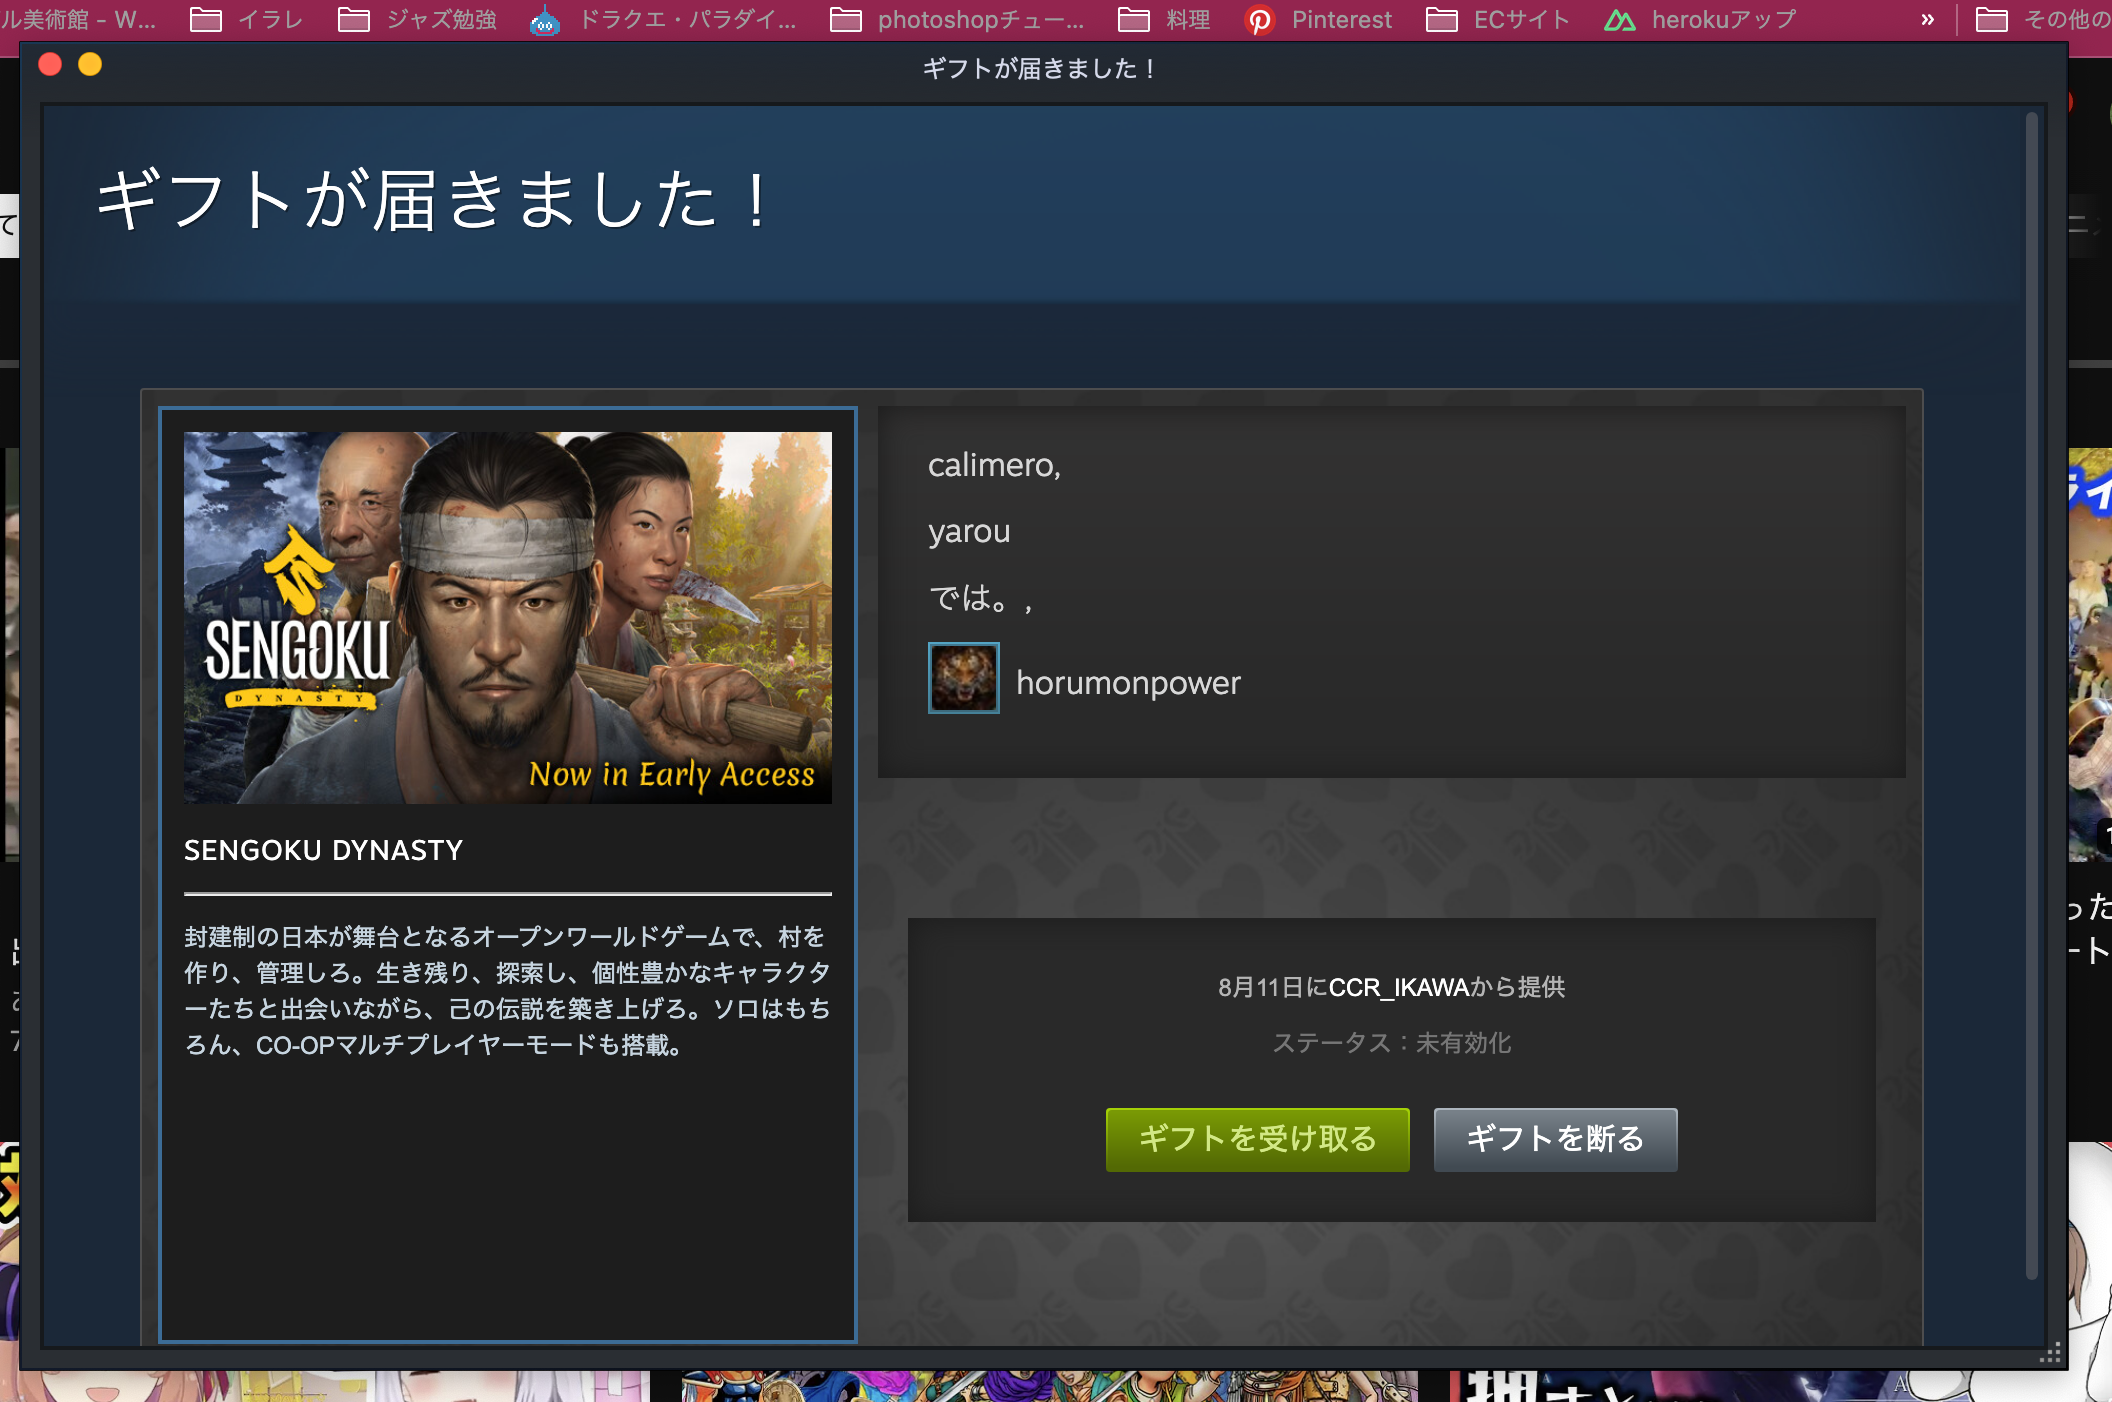 ル美術館 - W...
イラレ
ジャズ勉強
ドラクエ・パラダイ...
photoshopチュー...
料理
Pinterest
ECサイト
herokuアップ
»
その他の
ギフトが届きました！
ギフトが届きました！
SENGOKU
DYNASTY
Now in Early Access
SENGOKU DYNASTY
封建制の日本が舞台となるオープンワールドゲームで、村を
作り、管理しろ。生き残り、探索し、個性豊かなキャラクタ
ーたちと出会いながら、己の伝説を築き上げろ。ソロはもち
ろん、CO-OPマルチプレイヤーモードも搭載。
calimero,
yarou
では。,
horumonpower
8月11日にCCR_IKAWAから提供
ステータス：未有効化
ギフトを受け取る
ギフトを断る